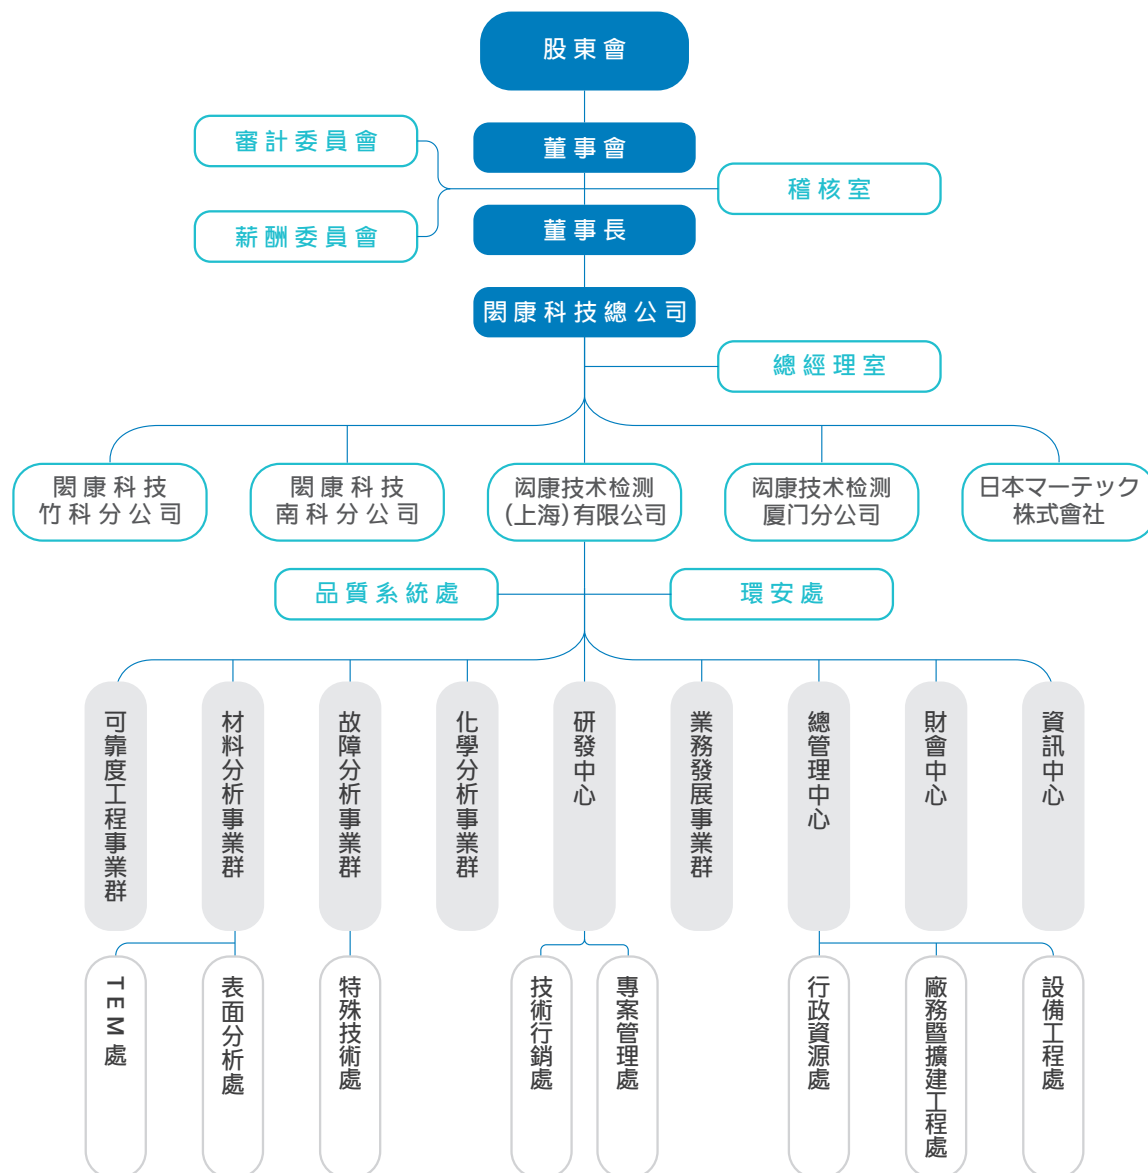 股東會
審計委員會
董事會
稽核室
薪酬委員會
董事長
閎康科技總公司
總經理室
閎康科技
竹科分公司
閎康科技
南科分公司
闳康技术检测
(上海)有限公司
闳康技术检测
厦门分公司
日本マーテック
株式會社
品質系統處
環安處
可靠度工程事業群
材料分析事業群
故障分析事業群
化學分析事業群
研發中心
業務發展事業群
總管理中心
財會中心
資訊中心
TEM處
表面分析處
特殊技術處
技術行銷處
專案管理處
行政資源處
廠務暨擴建工程處
設備工程處